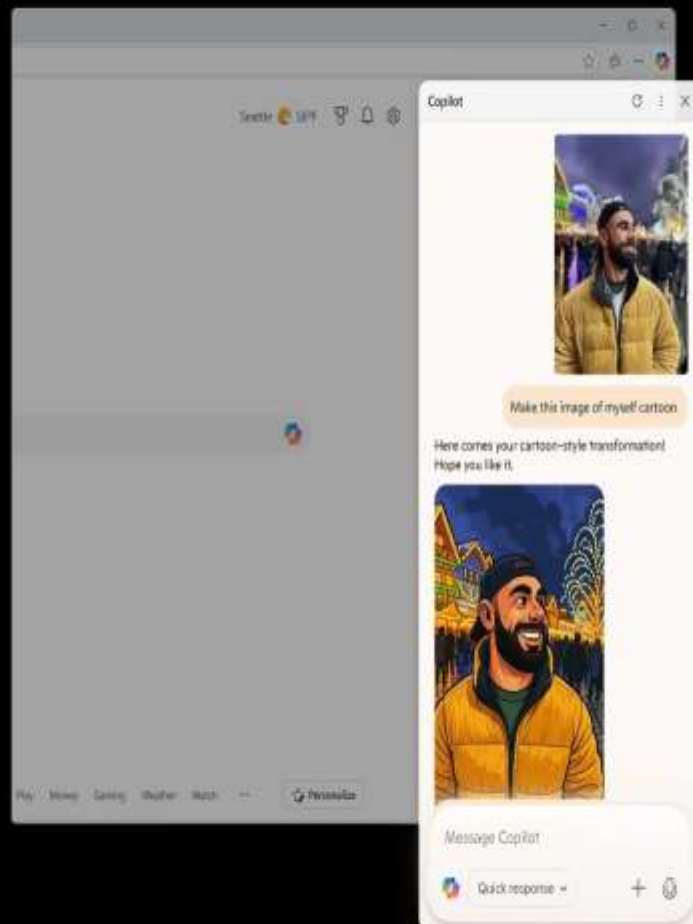 Copilot
Seattle
Make this image of myself cartoon
Here comes your cartoon-style transformation!
Hope you like it.
Play Money Gaming Weather Watch ... Personalize
Message Copilot
Quick response